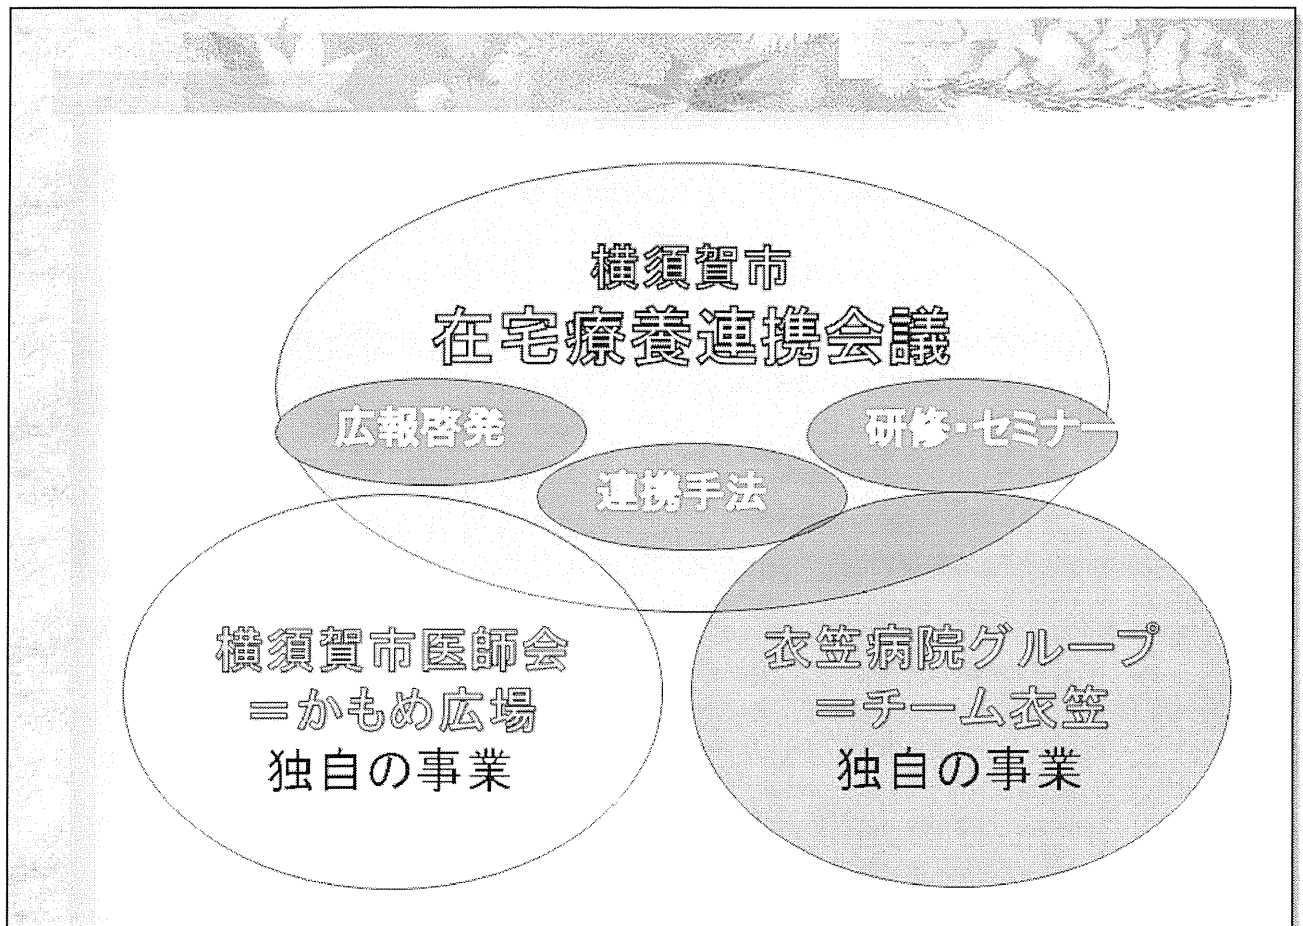 横須賀市
在宅療養連携会議
広報啓発
研修・セミナー
連携手法
横須賀市医師会
＝かもめ広場
独自の事業
衣笠病院グループ
＝チーム衣笠
独自の事業